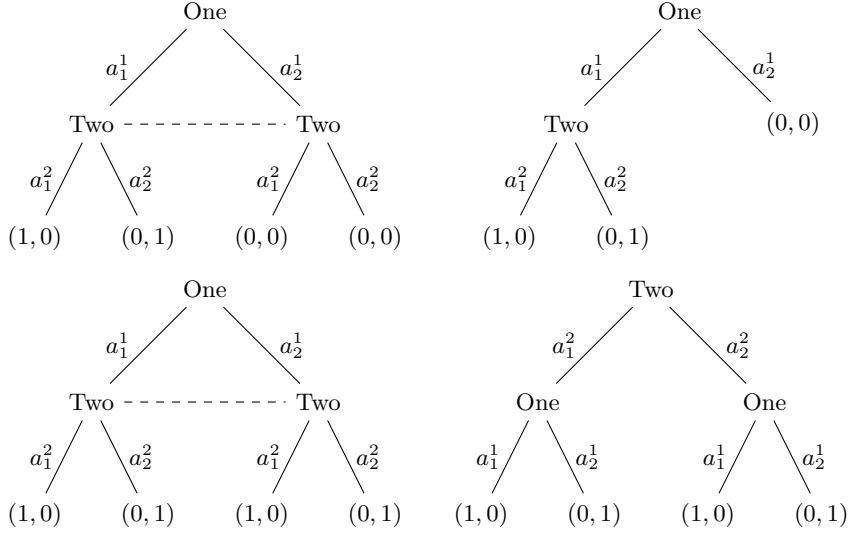 One One
a_1^1 a_2^1 a_1^1 a_2^1
Two Two Two (0, 0)
a_1^2 a_2^2 a_1^2 a_2^2 a_1^2 a_2^2
(1, 0) (0, 1) (0, 0) (0, 0) (1, 0) (0, 1)
One Two
a_1^1 a_2^1 a_1^2 a_2^2
Two Two One One
a_1^2 a_2^2 a_1^2 a_2^2 a_1^1 a_2^1 a_1^1 a_2^1
(1, 0) (0, 1) (1, 0) (0, 1) (1, 0) (0, 1) (1, 0) (0, 1)